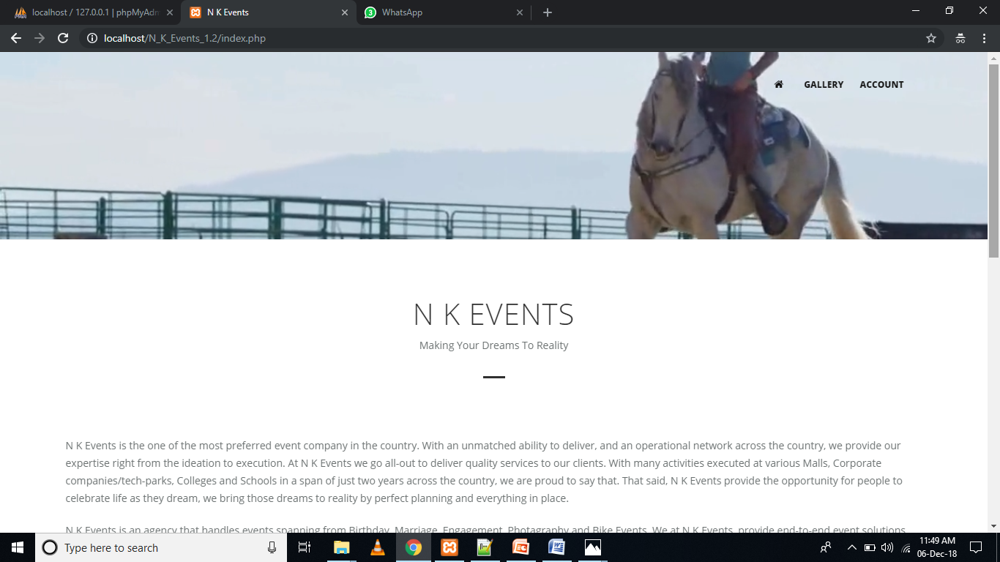 localhost / 127.0.0.1 | phpMyAdm
N K Events
3
WhatsApp
localhost/N_K_Events_1.2/index.php
GALLERY ACCOUNT
N K EVENTS
Making Your Dreams To Reality
N K Events is the one of the most preferred event company in the country. With an unmatched ability to deliver, and an operational network across the country, we provide our
expertise right from the ideation to execution. At N K Events we go all-out to deliver quality services to our clients. With many activities executed at various Malls, Corporate
companies/tech-parks, Colleges and Schools in a span of just two years across the country, we are proud to say that. That said, N K Events provide the opportunity for people to
celebrate life as they dream, we bring those dreams to reality by perfect planning and everything in place.
N K Events is an agency that handles events spanning from Birthday, Marriage, Engagement, Photagraphy and Bike Events. We at N K Events, provide end-to-end event solutions
Type here to search
11:49 AM
06-Dec-18